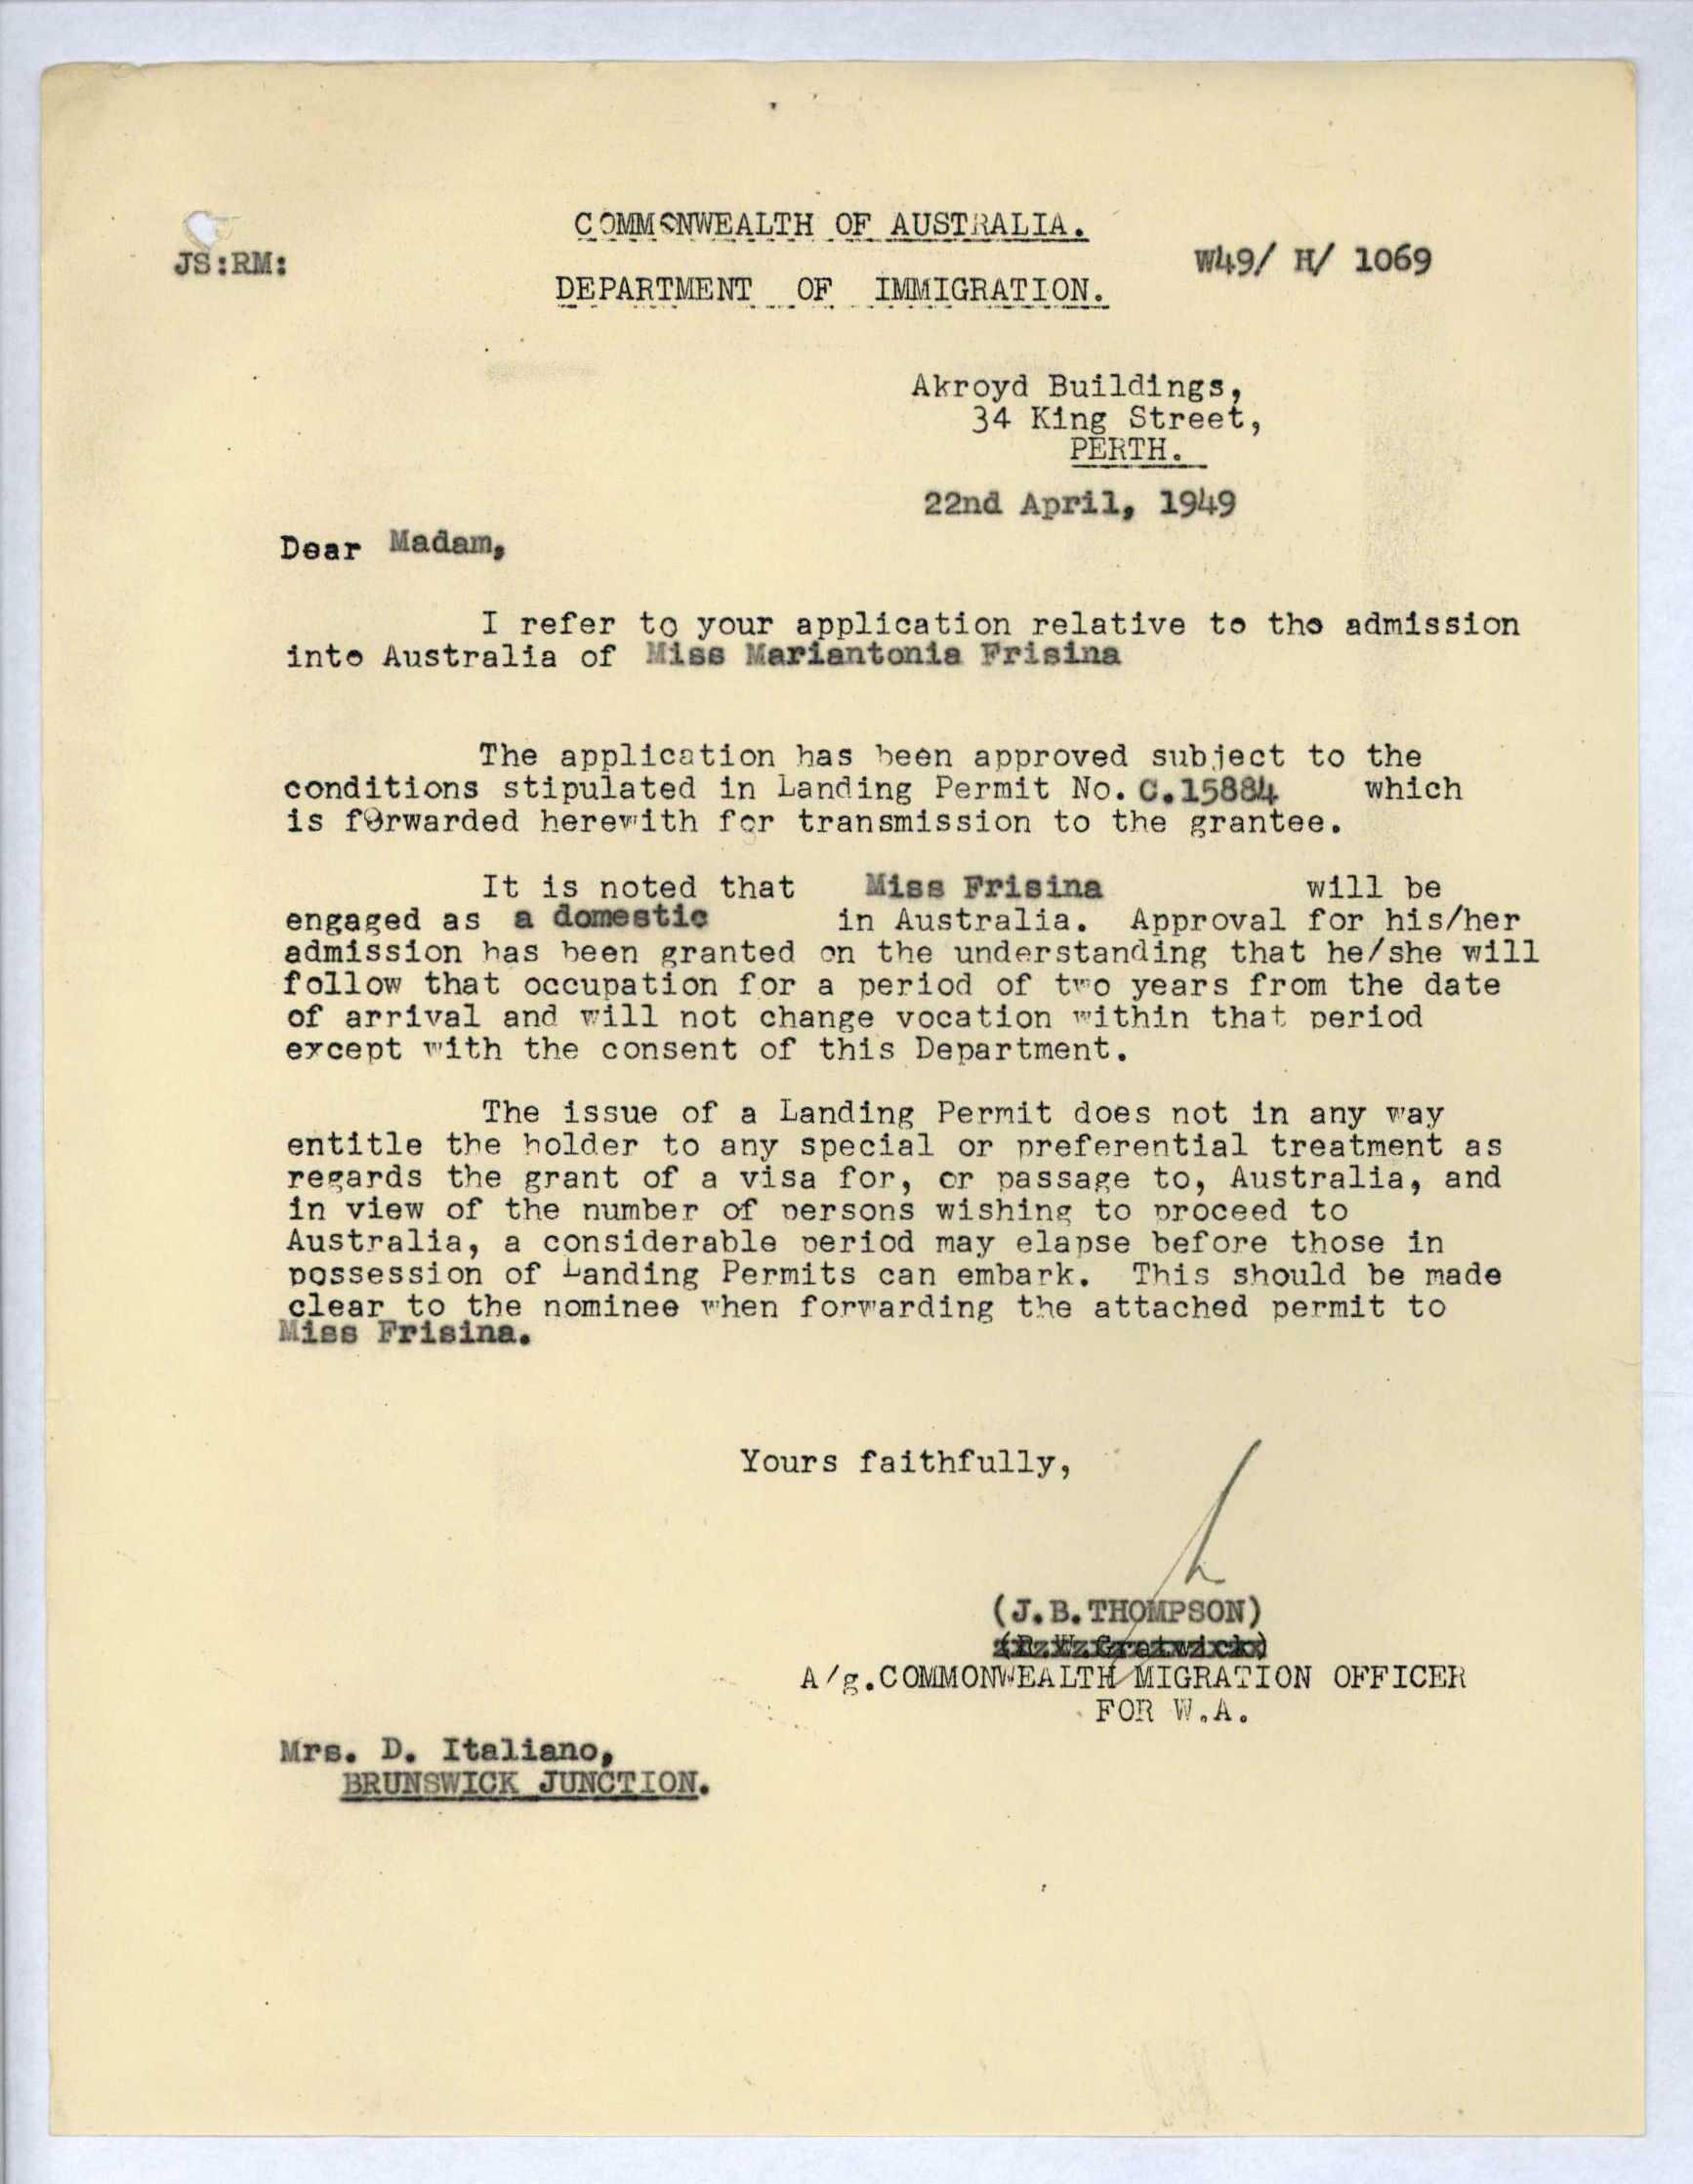 COMMONWEALTH OF AUSTRALIA.
JS:RM:
W49/ H/ 1069
DEPARTMENT OF IMMIGRATION.
Akroyd Buildings,
34 King Street,
PERTH.
22nd April, 1949
Dear Madam,
I refer to your application relative to the admission
into Australia of Miss Mariantonia Frisina
The application has been approved subject to the
conditions stipulated in Landing Permit No. C.15884 which
is forwarded herewith for transmission to the grantee.
It is noted that Miss Frisina will be
engaged as a domestic in Australia. Approval for his/her
admission has been granted on the understanding that he/she will
follow that occupation for a period of two years from the date
of arrival and will not change vocation within that period
except with the consent of this Department.
The issue of a Landing Permit does not in any way
entitle the holder to any special or preferential treatment as
regards the grant of a visa for, or passage to, Australia, and
in view of the number of persons wishing to proceed to
Australia, a considerable period may elapse before those in
possession of Landing Permits can embark. This should be made
clear to the nominee when forwarding the attached permit to
Miss Frisina.
Yours faithfully,
(J.B.THOMPSON)
A/g.COMMONWEALTH MIGRATION OFFICER
FOR W.A.
Mrs. D. Italiano,
BRUNSWICK JUNCTION.